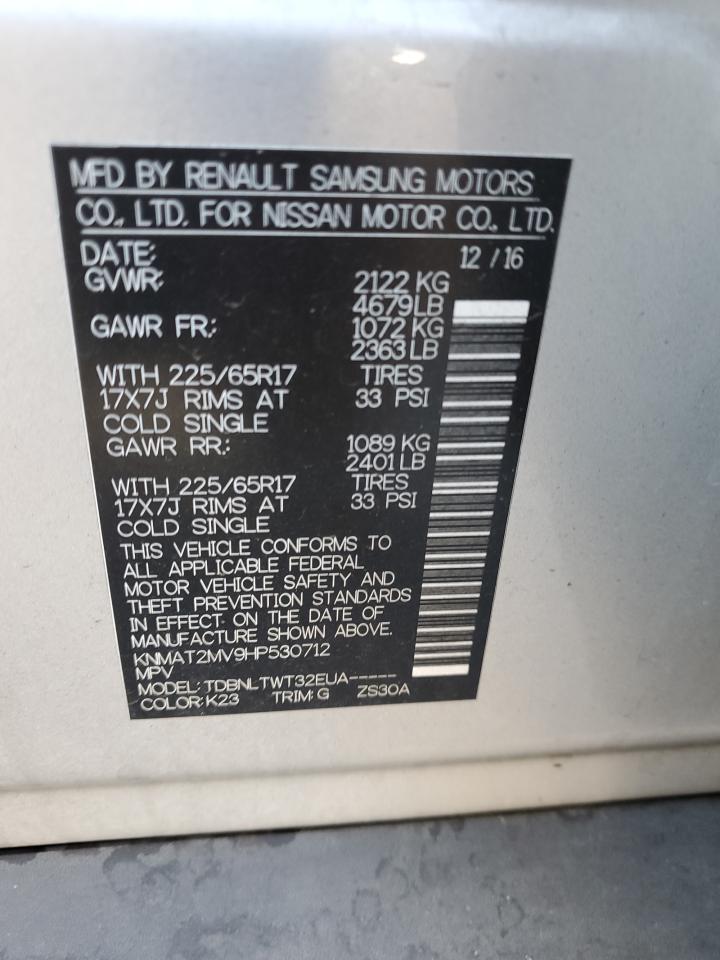 MFD BY RENAULT SAMSUNG MOTORS
CO., LTD. FOR NISSAN MOTOR CO., LTD.
DATE: 12 / 16
GVWR: 2122 KG
4679 LB
GAWR FR.: 1072 KG
2363 LB
WITH 225/65R17 TIRES
17X7J RIMS AT 33 PSI
COLD SINGLE
GAWR RR.: 1089 KG
2401 LB
WITH 225/65R17 TIRES
17X7J RIMS AT 33 PSI
COLD SINGLE
THIS VEHICLE CONFORMS TO
ALL APPLICABLE FEDERAL
MOTOR VEHICLE SAFETY AND
THEFT PREVENTION STANDARDS
IN EFFECT ON THE DATE OF
MANUFACTURE SHOWN ABOVE.
KNMAT2MV9HP530712
MPV
MODEL: TDBNLTWT32EUA-----
COLOR: K23 TRIM: G ZS30A